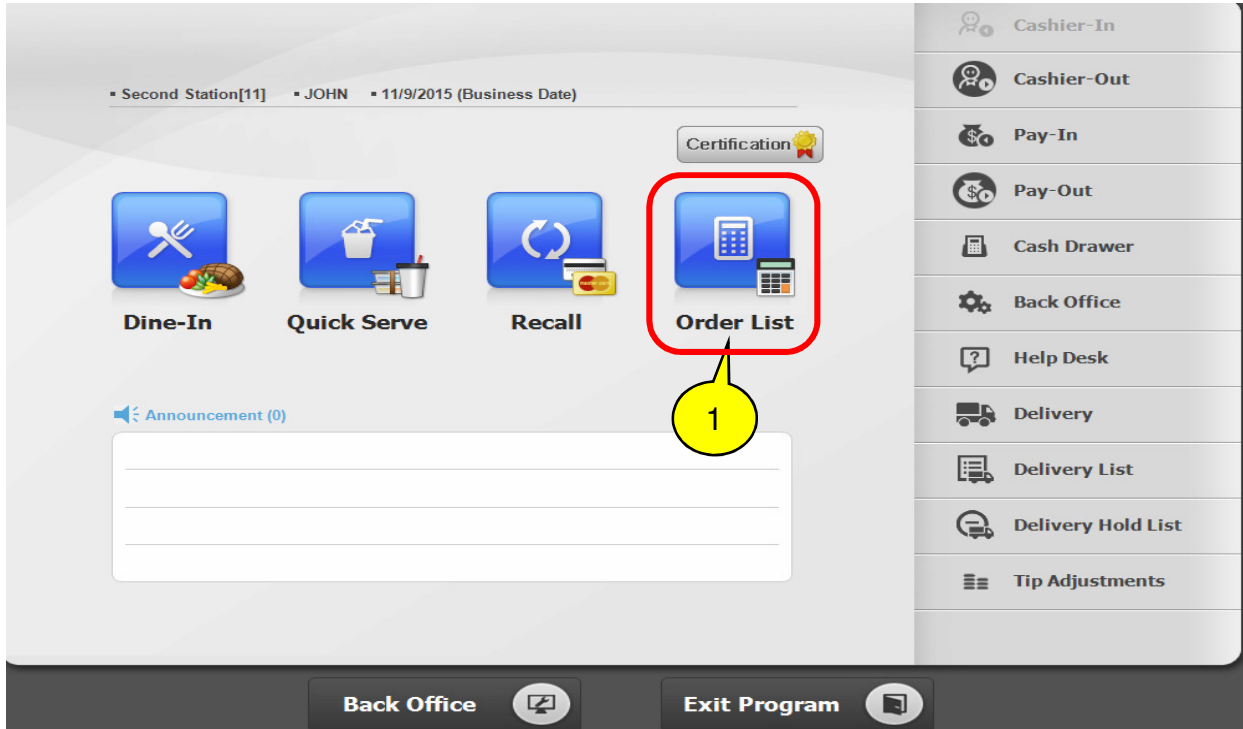 ▪ Second Station[11] ▪ JOHN ▪ 11/9/2015 (Business Date)
Certification
Dine-In
Quick Serve
Recall
Order List
1
Announcement (0)
Cashier-In
Cashier-Out
Pay-In
Pay-Out
Cash Drawer
Back Office
Help Desk
Delivery
Delivery List
Delivery Hold List
Tip Adjustments
Back Office
Exit Program